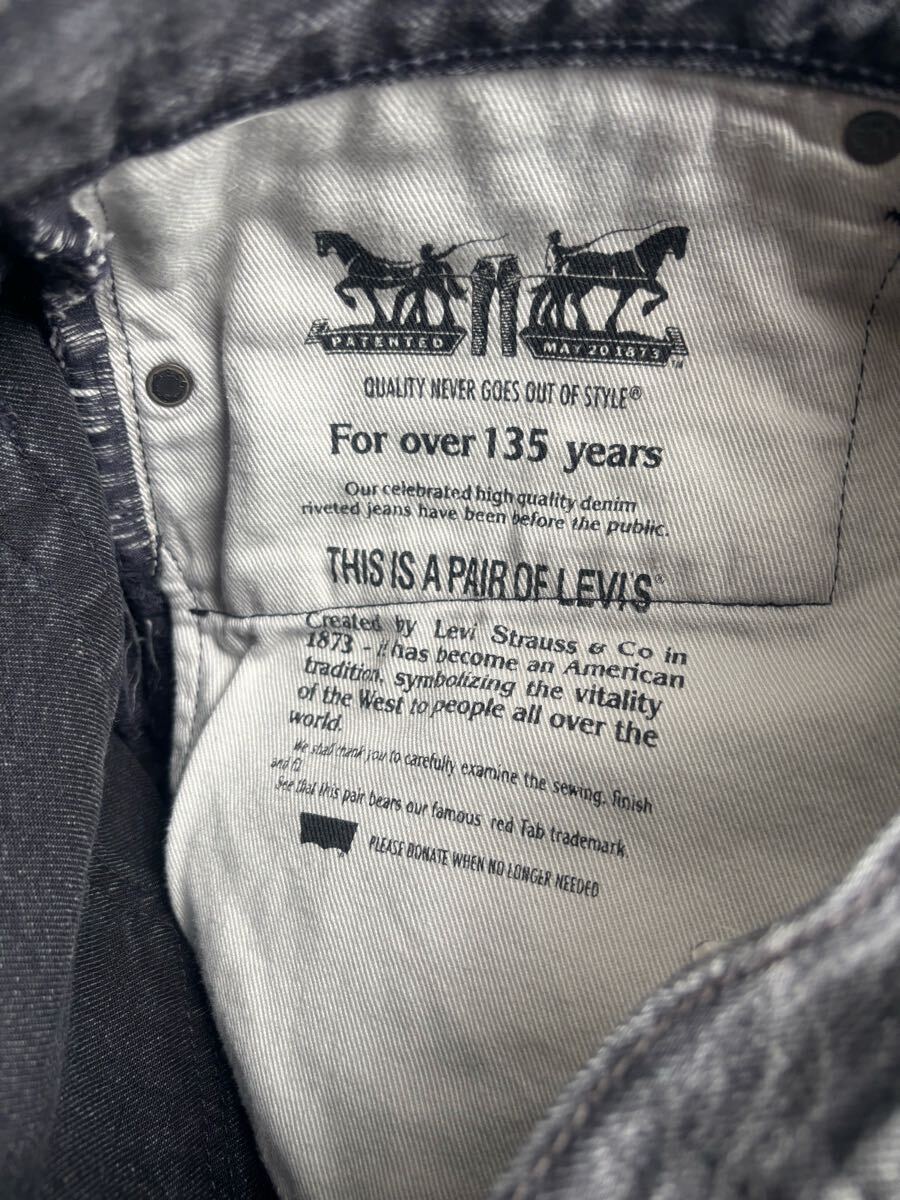 PATENTED
MAY 20 1873 ™
QUALITY NEVER GOES OUT OF STYLE®
For over 135 years
Our celebrated high quality denim
riveted jeans have been before the public.
THIS IS A PAIR OF LEVI'S®
Created by Levi Strauss & Co in
1873 - it has become an American
tradition, symbolizing the vitality
of the West to people all over the
world.
We shall thank you to carefully examine the sewing, finish
and fit.
See that this pair bears our famous red Tab trademark.
PLEASE DONATE WHEN NO LONGER NEEDED